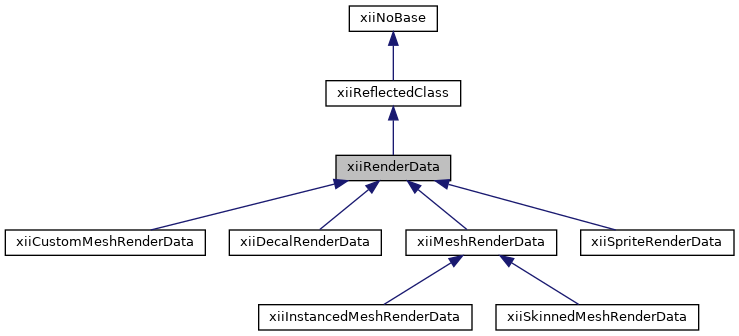 xiiNoBase
xiiReflectedClass
xiiRenderData
xiiCustomMeshRenderData
xiiDecalRenderData
xiiMeshRenderData
xiiSpriteRenderData
xiiInstancedMeshRenderData
xiiSkinnedMeshRenderData